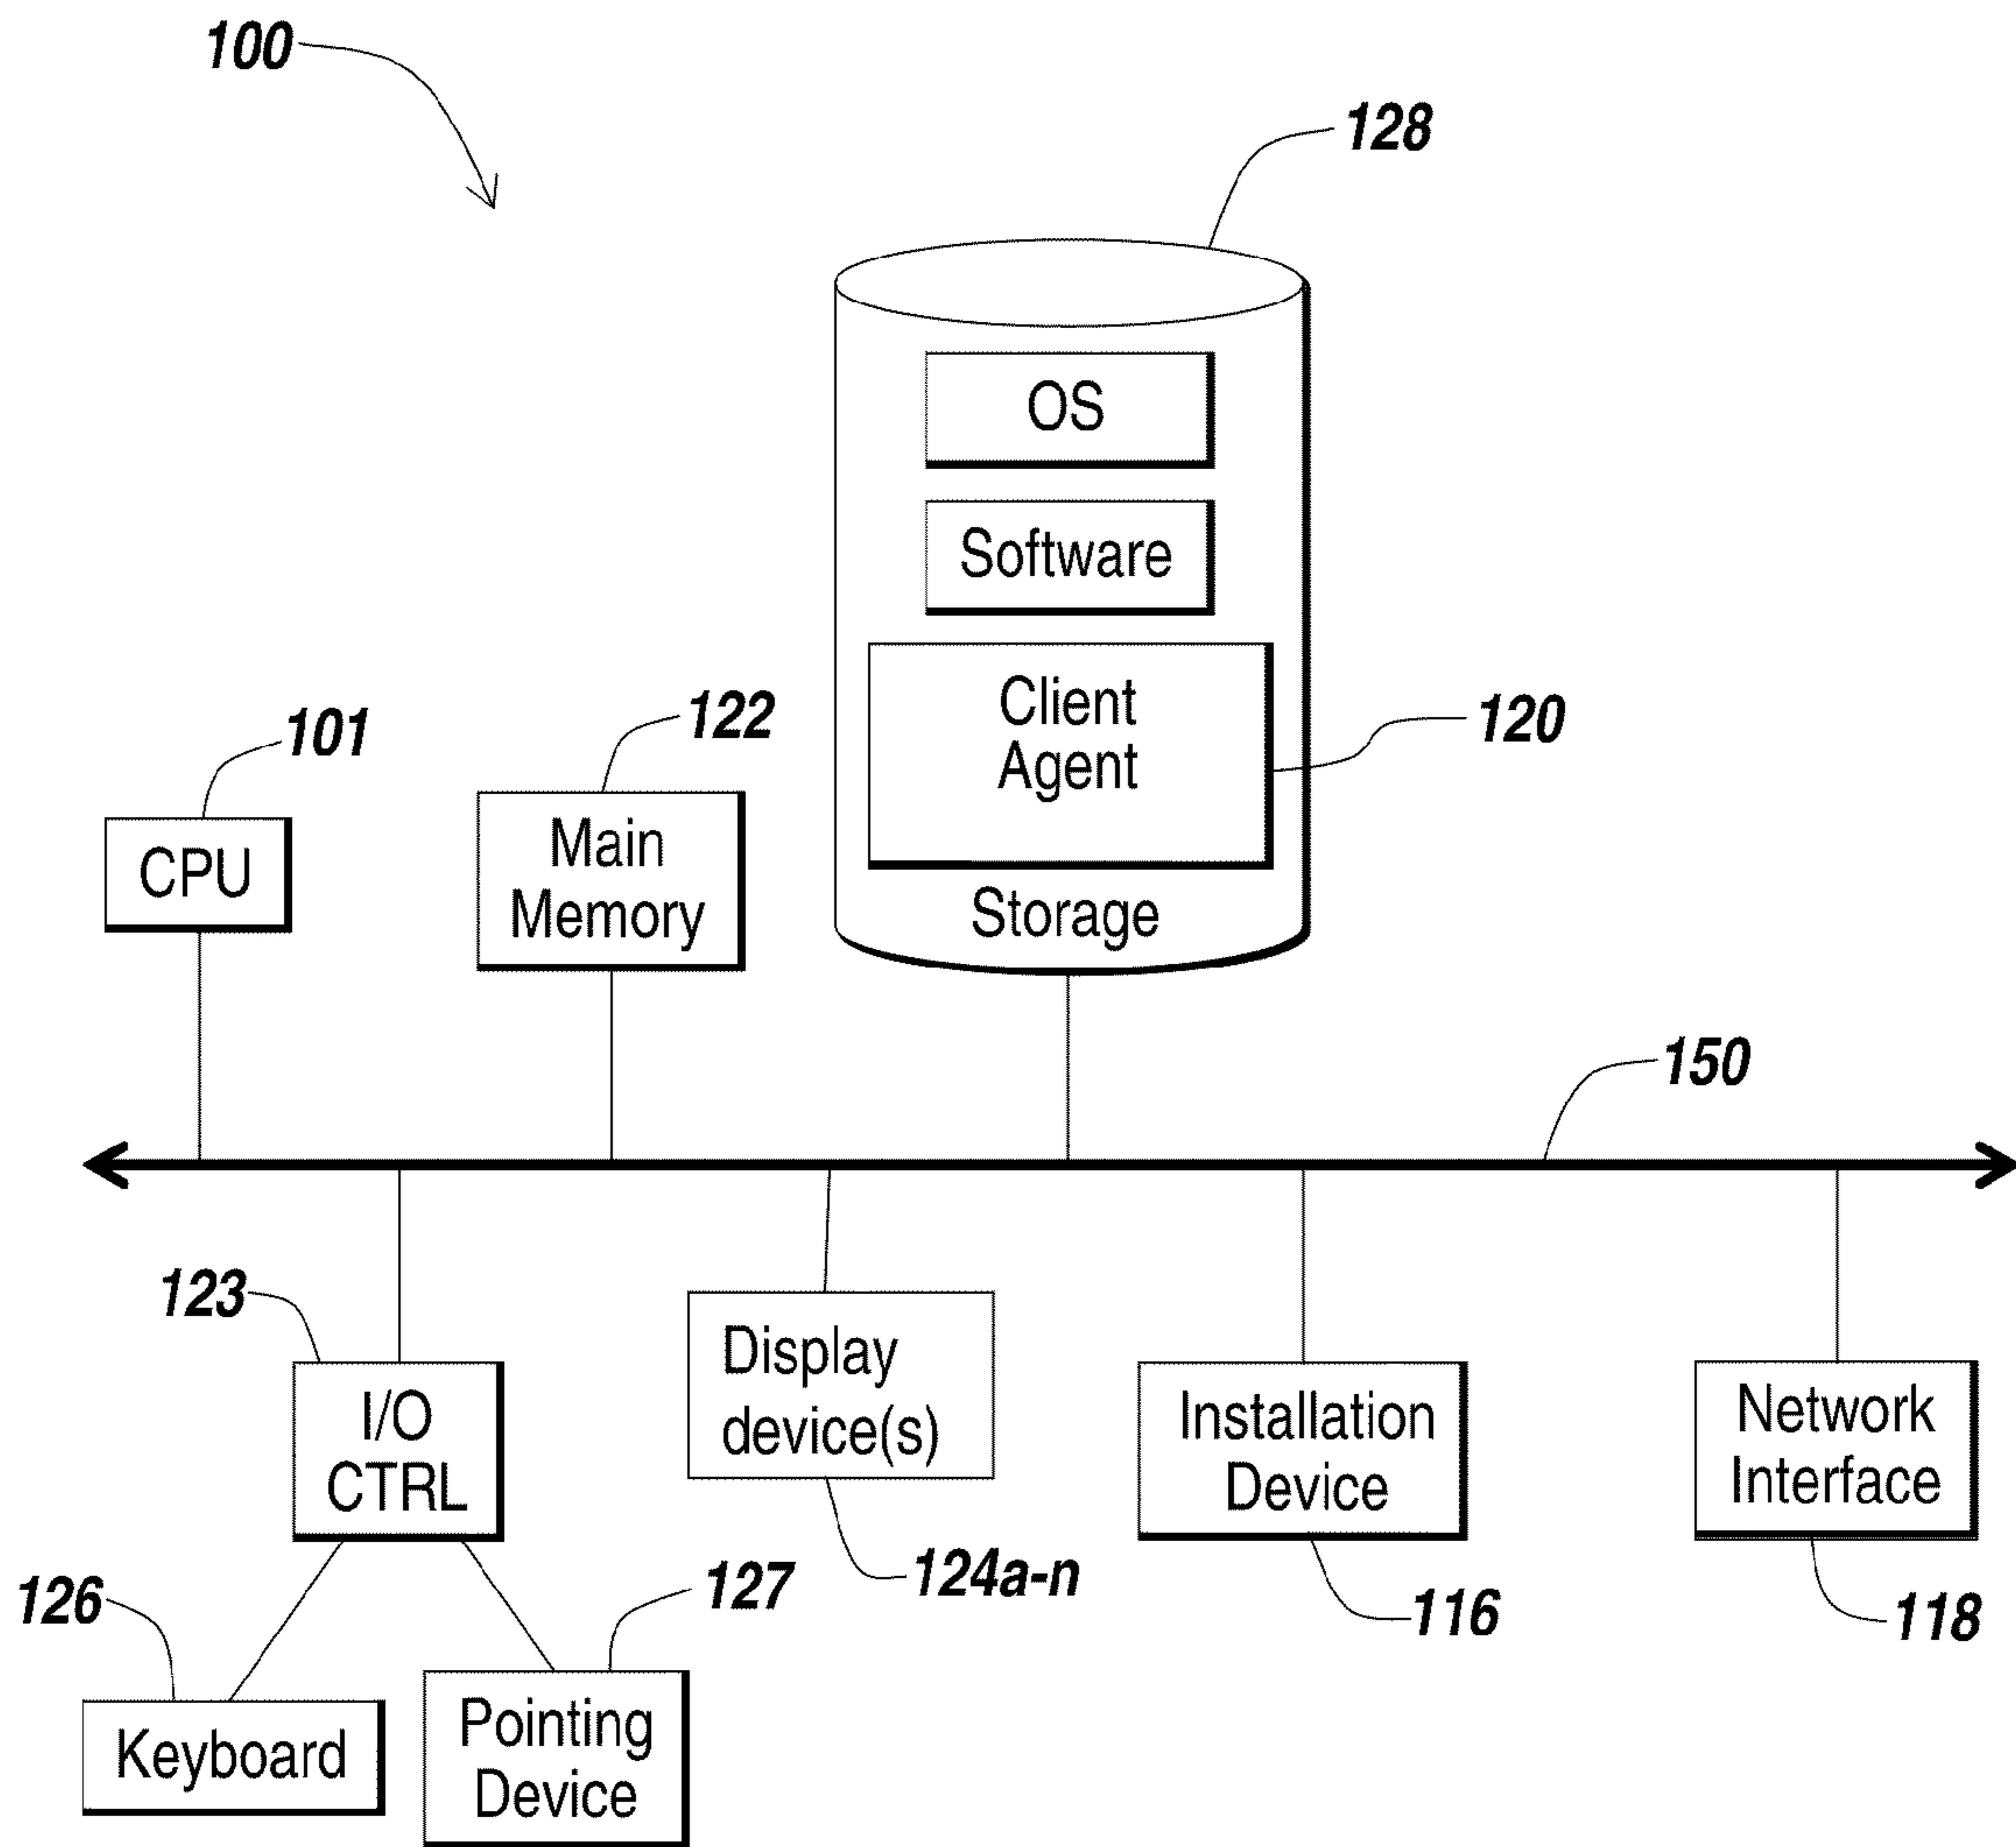 100
128
OS
Software
Client
Agent
120
Storage
101
CPU
122
Main
Memory
150
123
I/O
CTRL
Display
device(s)
124a-n
Installation
Device
116
Network
Interface
118
126
Keyboard
127
Pointing
Device